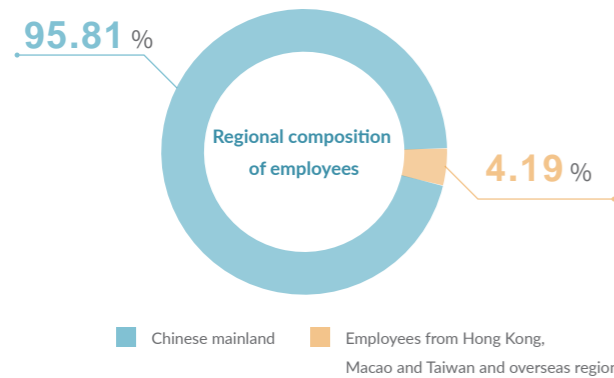 95.81 %
Regional composition
of employees
4.19 %
Chinese mainland
Employees from Hong Kong,
Macao and Taiwan and overseas region